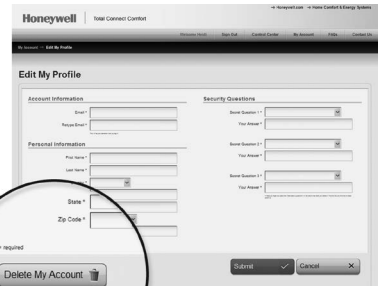 Honeywell.com → Home Comfort & Energy Systems
Honeywell
Total Connect Comfort
Sign Out
Control Center
My Account
FAQs
Contact Us
My Account → Edit My Profile
Edit My Profile
Account Information
Email *
Retype Email *
Personal Information
First Name *
Last Name *
State *
Zip Code *
required
Delete My Account
Security Questions
Secret Question 1 *
Your Answer *
Secret Question 2 *
Your Answer *
Secret Question 3 *
Your Answer *
Submit
Cancel